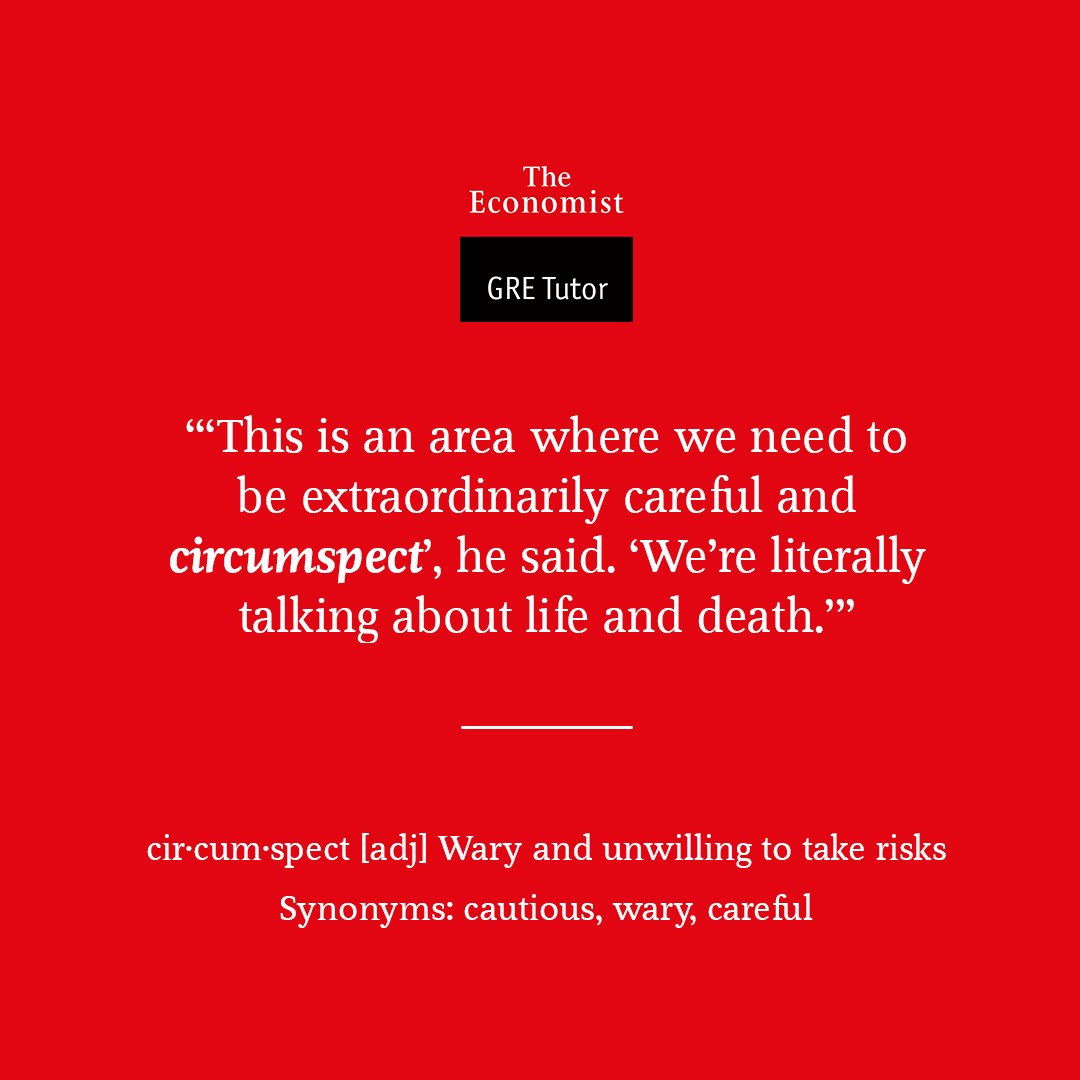 The
Economist
GRE Tutor
“‘This is an area where we need to
be extraordinarily careful and
circumspect’, he said. ‘We’re literally
talking about life and death.’”
cir·cum·spect [adj] Wary and unwilling to take risks
Synonyms: cautious, wary, careful